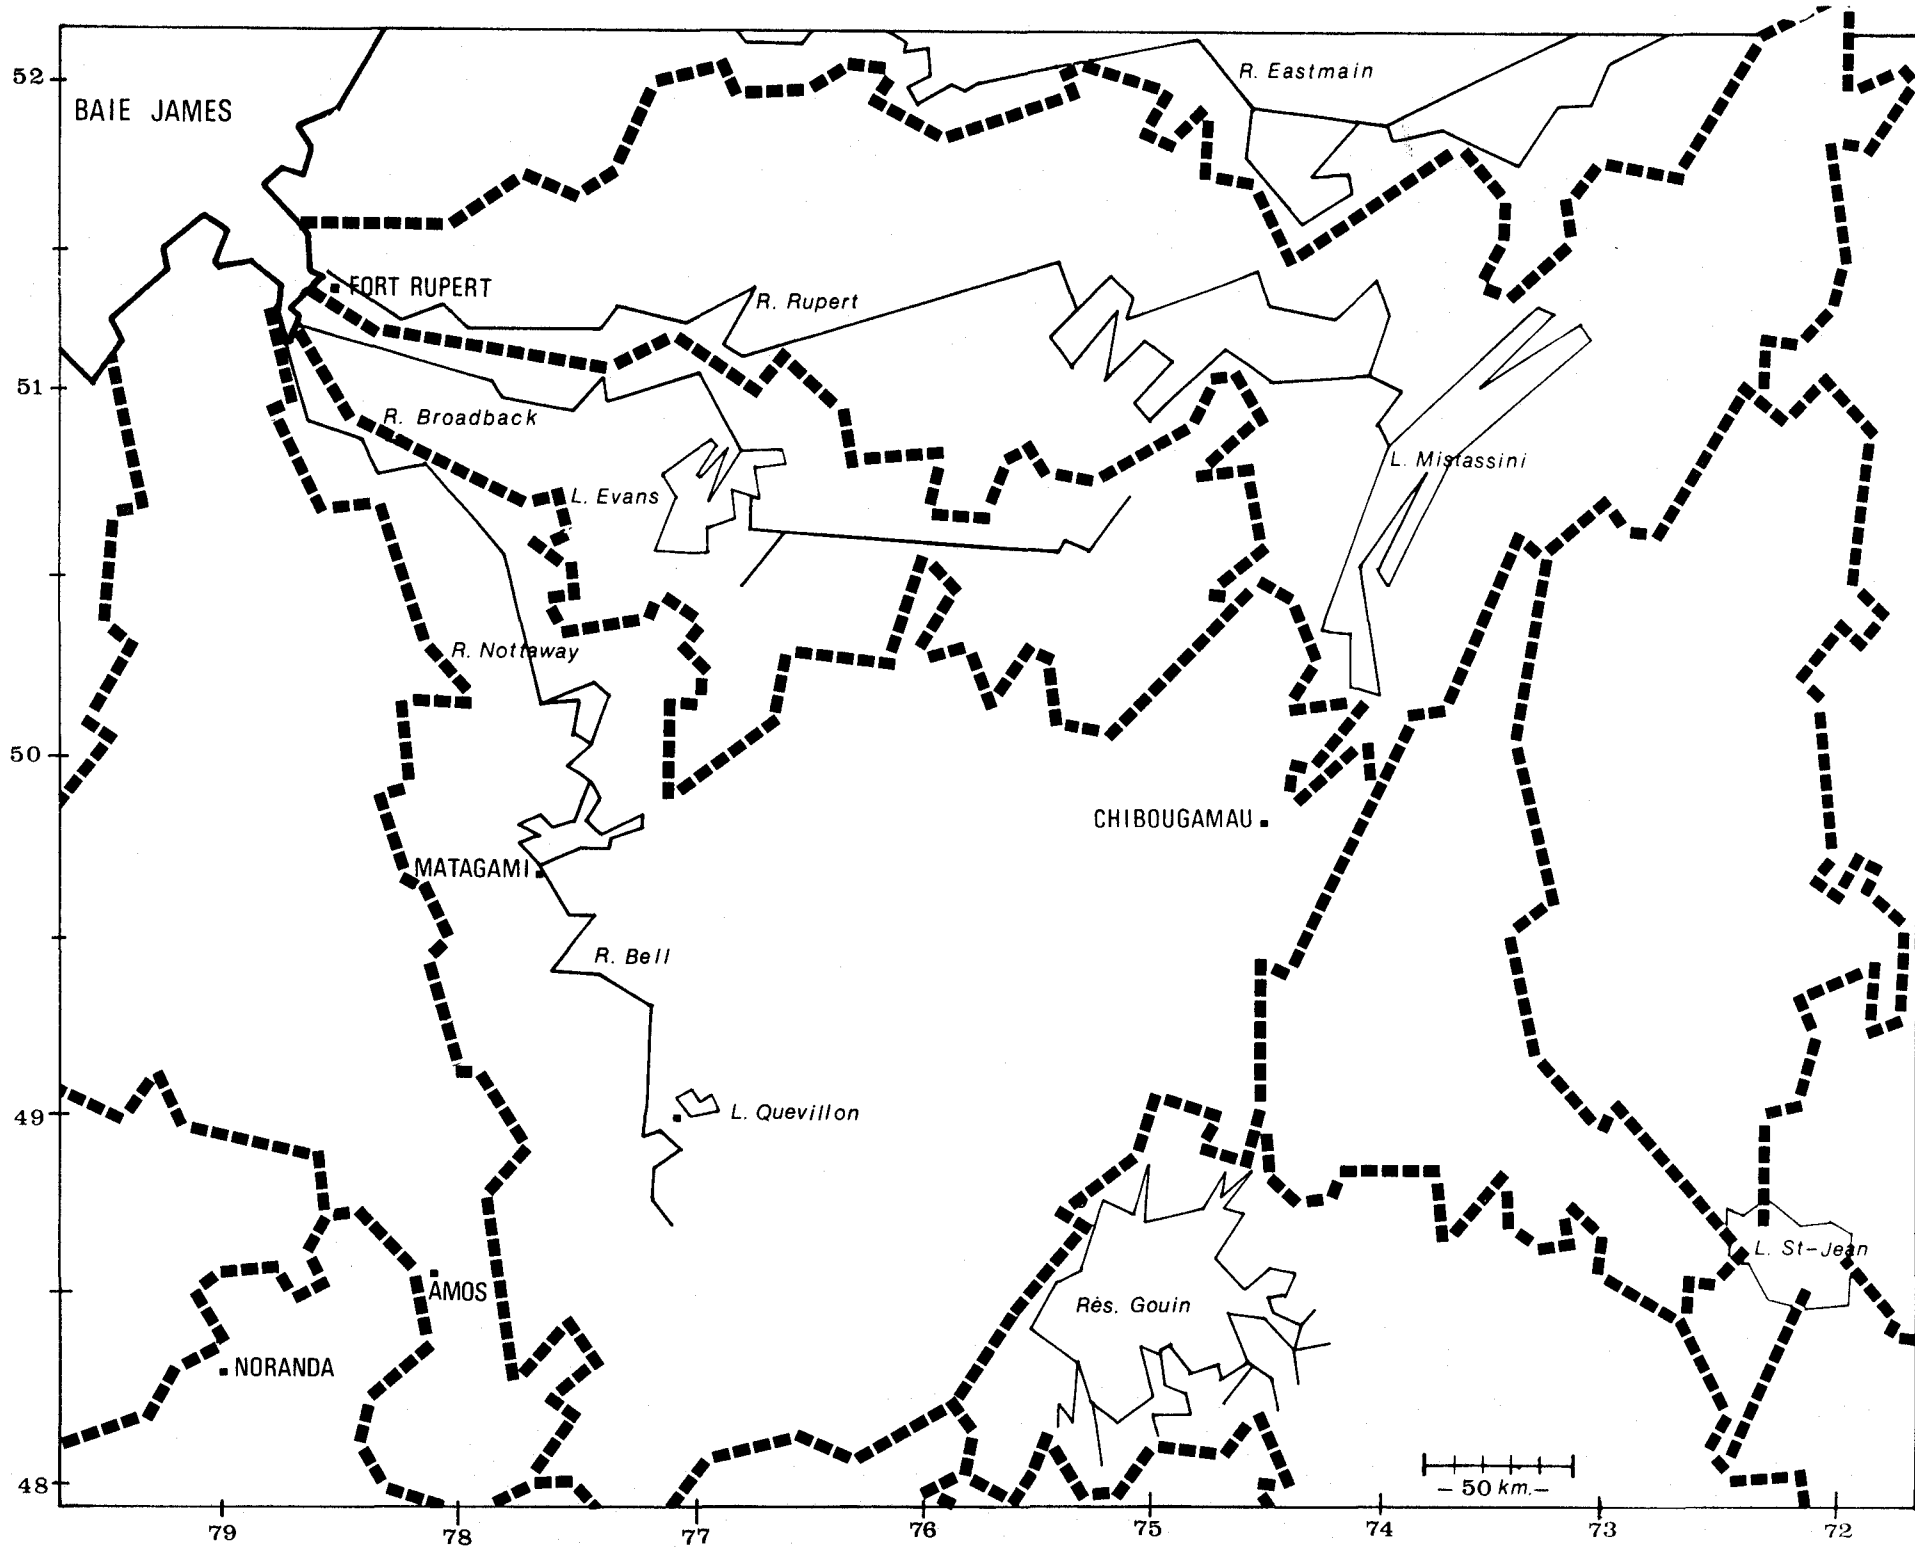 52
R. Eastmain
BAIE JAMES
FORT RUPERT
R. Rupert
51
R. Broadback
L. Mistassini
L. Evans
R. Nottaway
50
CHIBOUGAMAU
MATAGAMI
R. Bell
49
L. Quevillon
L. St-Jean
AMOS
Rés. Gouin
NORANDA
48
– 50 km. –
79
78
77
76
75
74
73
72